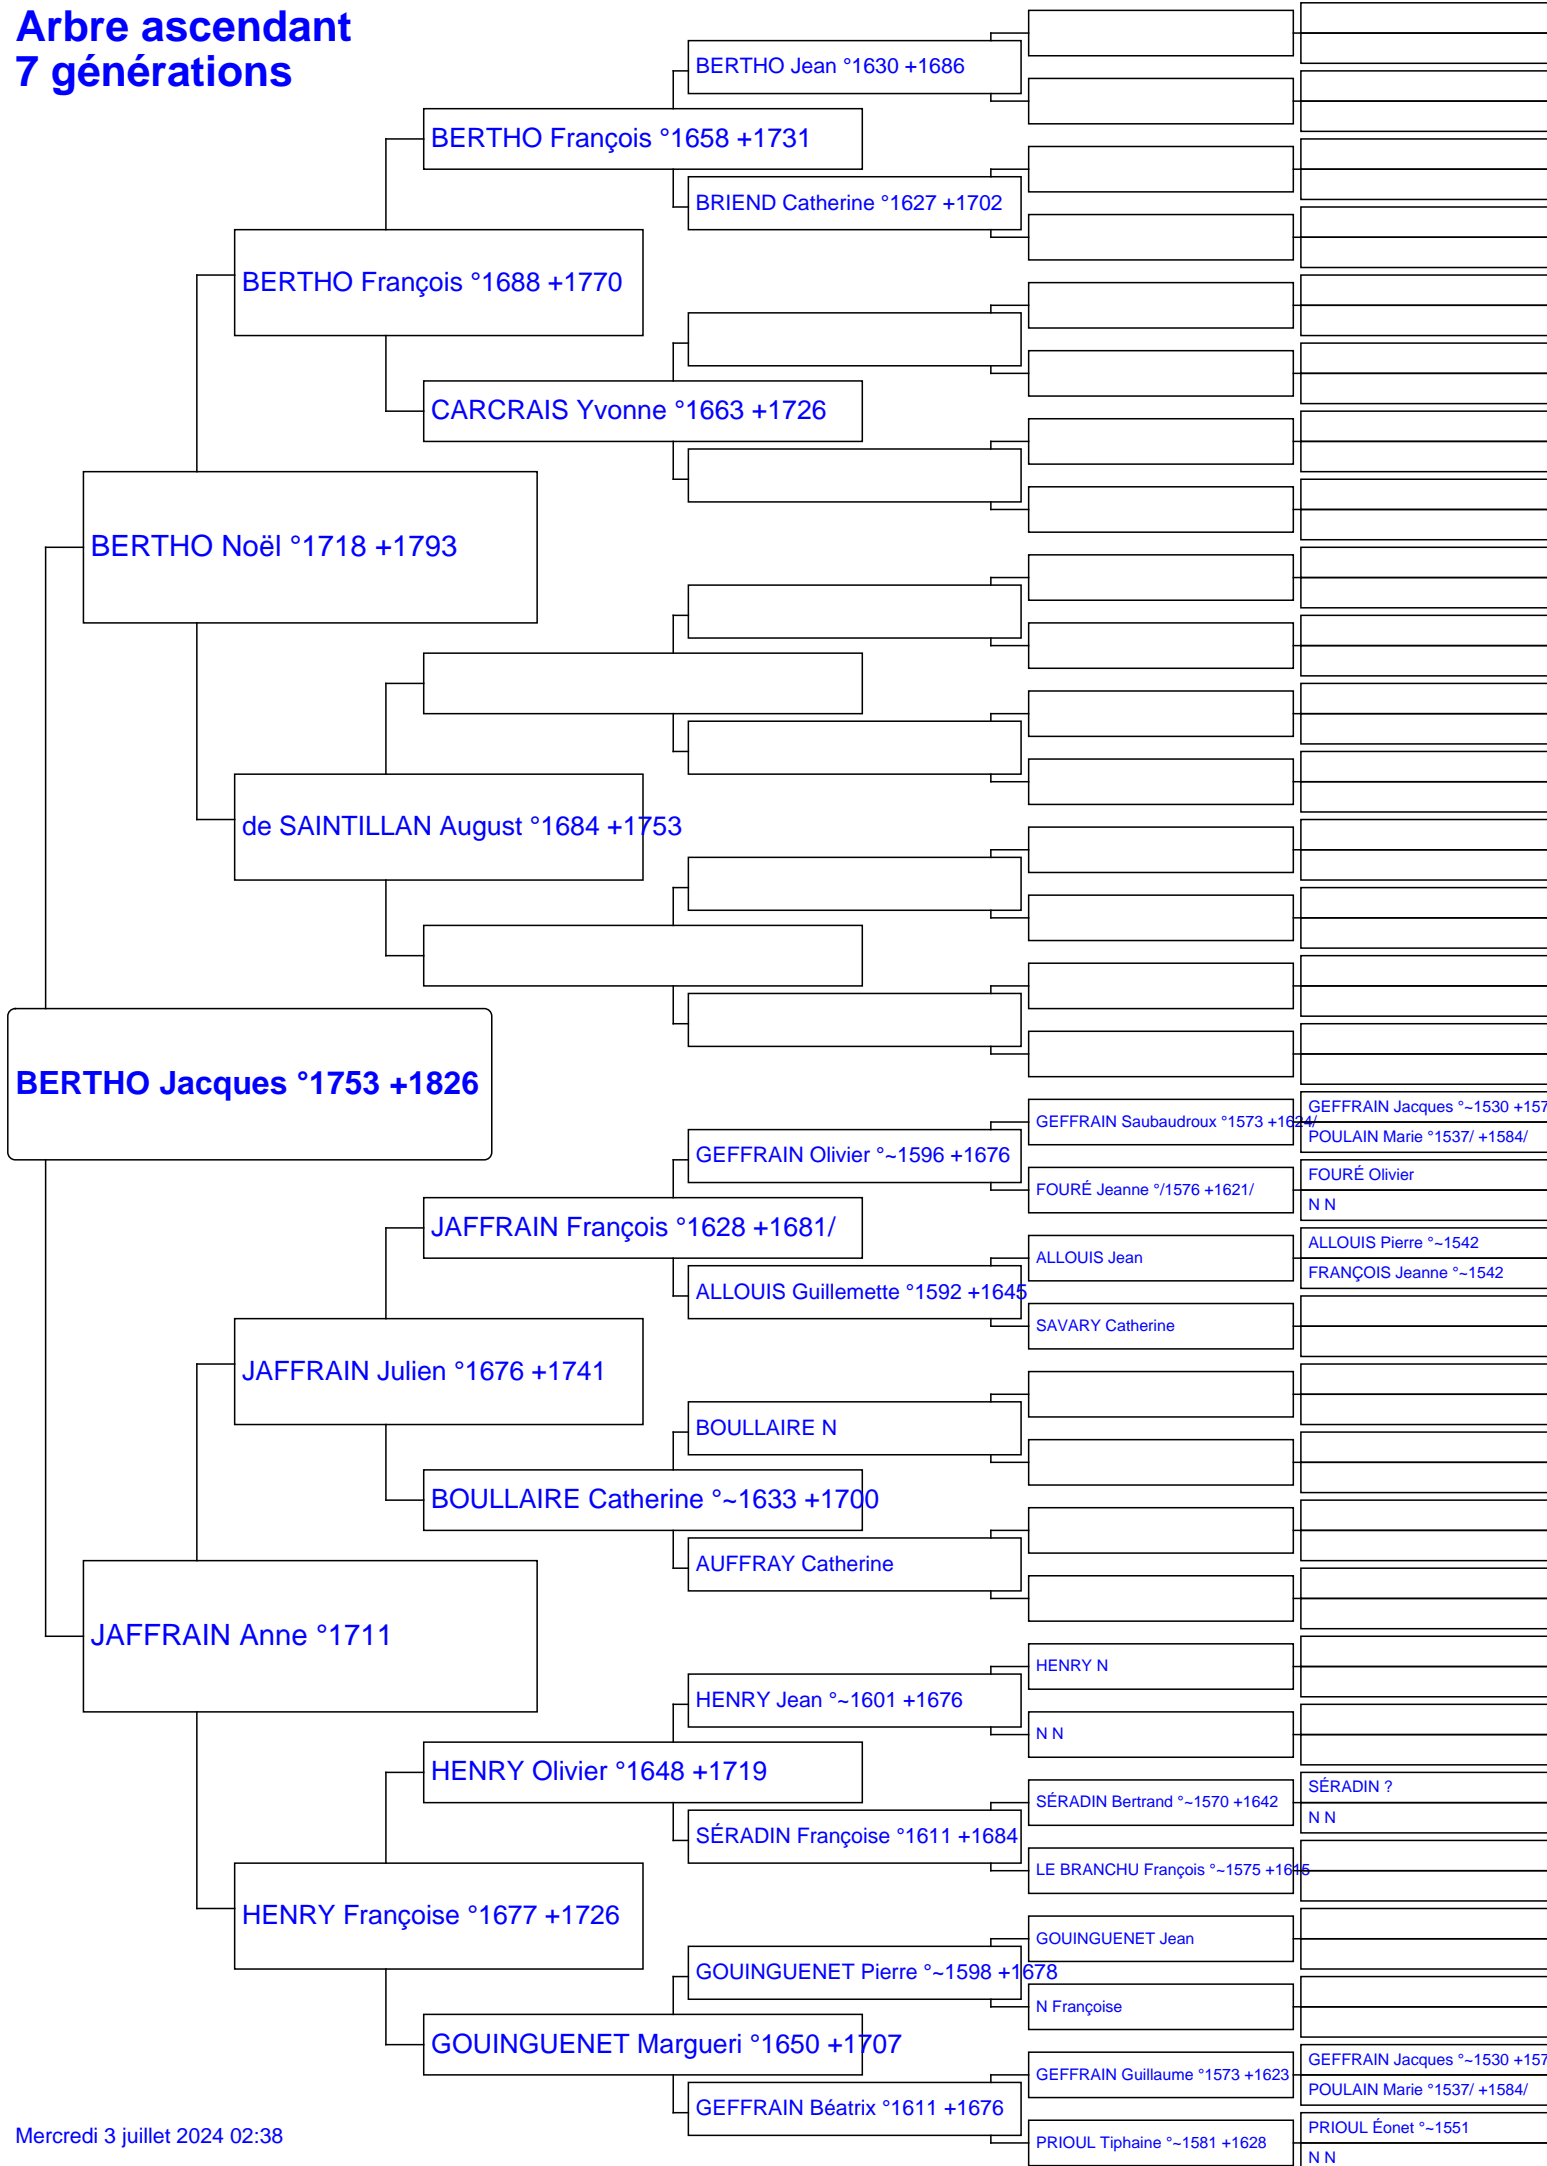 Arbre ascendant
7 générations
BERTHO Jean °1630 +1686
BERTHO François °1658 +1731
BRIEND Catherine °1627 +1702
BERTHO François °1688 +1770
CARCRAIS Yvonne °1663 +1726
BERTHO Noël °1718 +1793
de SAINTILLAN August °1684 +1753
BERTHO Jacques °1753 +1826
GEFFRAIN Jacques °~1530 +157
GEFFRAIN Saubaudroux °1573 +1624/
POULAIN Marie °1537/ +1584/
GEFFRAIN Olivier °~1596 +1676
FOURÉ Olivier
FOURÉ Jeanne °/1576 +1621/
N N
JAFFRAIN François °1628 +1681/
ALLOUIS Pierre °~1542
ALLOUIS Jean
FRANÇOIS Jeanne °~1542
ALLOUIS Guillemette °1592 +1645
SAVARY Catherine
JAFFRAIN Julien °1676 +1741
BOULLAIRE N
BOULLAIRE Catherine °~1633 +1700
AUFFRAY Catherine
JAFFRAIN Anne °1711
HENRY N
HENRY Jean °~1601 +1676
N N
HENRY Olivier °1648 +1719
SÉRADIN ?
SÉRADIN Bertrand °~1570 +1642
N N
SÉRADIN Françoise °1611 +1684
LE BRANCHU François °~1575 +1615
HENRY Françoise °1677 +1726
GOUINGUENET Jean
GOUINGUENET Pierre °~1598 +1678
N Françoise
GOUINGUENET Margueri °1650 +1707
GEFFRAIN Jacques °~1530 +157
GEFFRAIN Guillaume °1573 +1623
POULAIN Marie °1537/ +1584/
GEFFRAIN Béatrix °1611 +1676
PRIOUL Éonet °~1551
PRIOUL Tiphaine °~1581 +1628
N N
Mercredi 3 juillet 2024 02:38